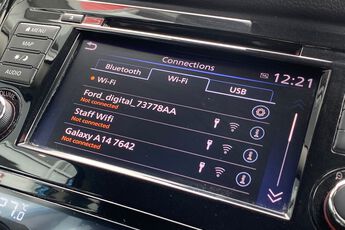 Connections
12:21
MENU
MAP
AUDIO
Bluetooth
Wi-Fi
USB
Wi-Fi
Ford_digital_73778AA
Not connected
Staff Wifi
Not connected
Galaxy A14 7642
Not connected